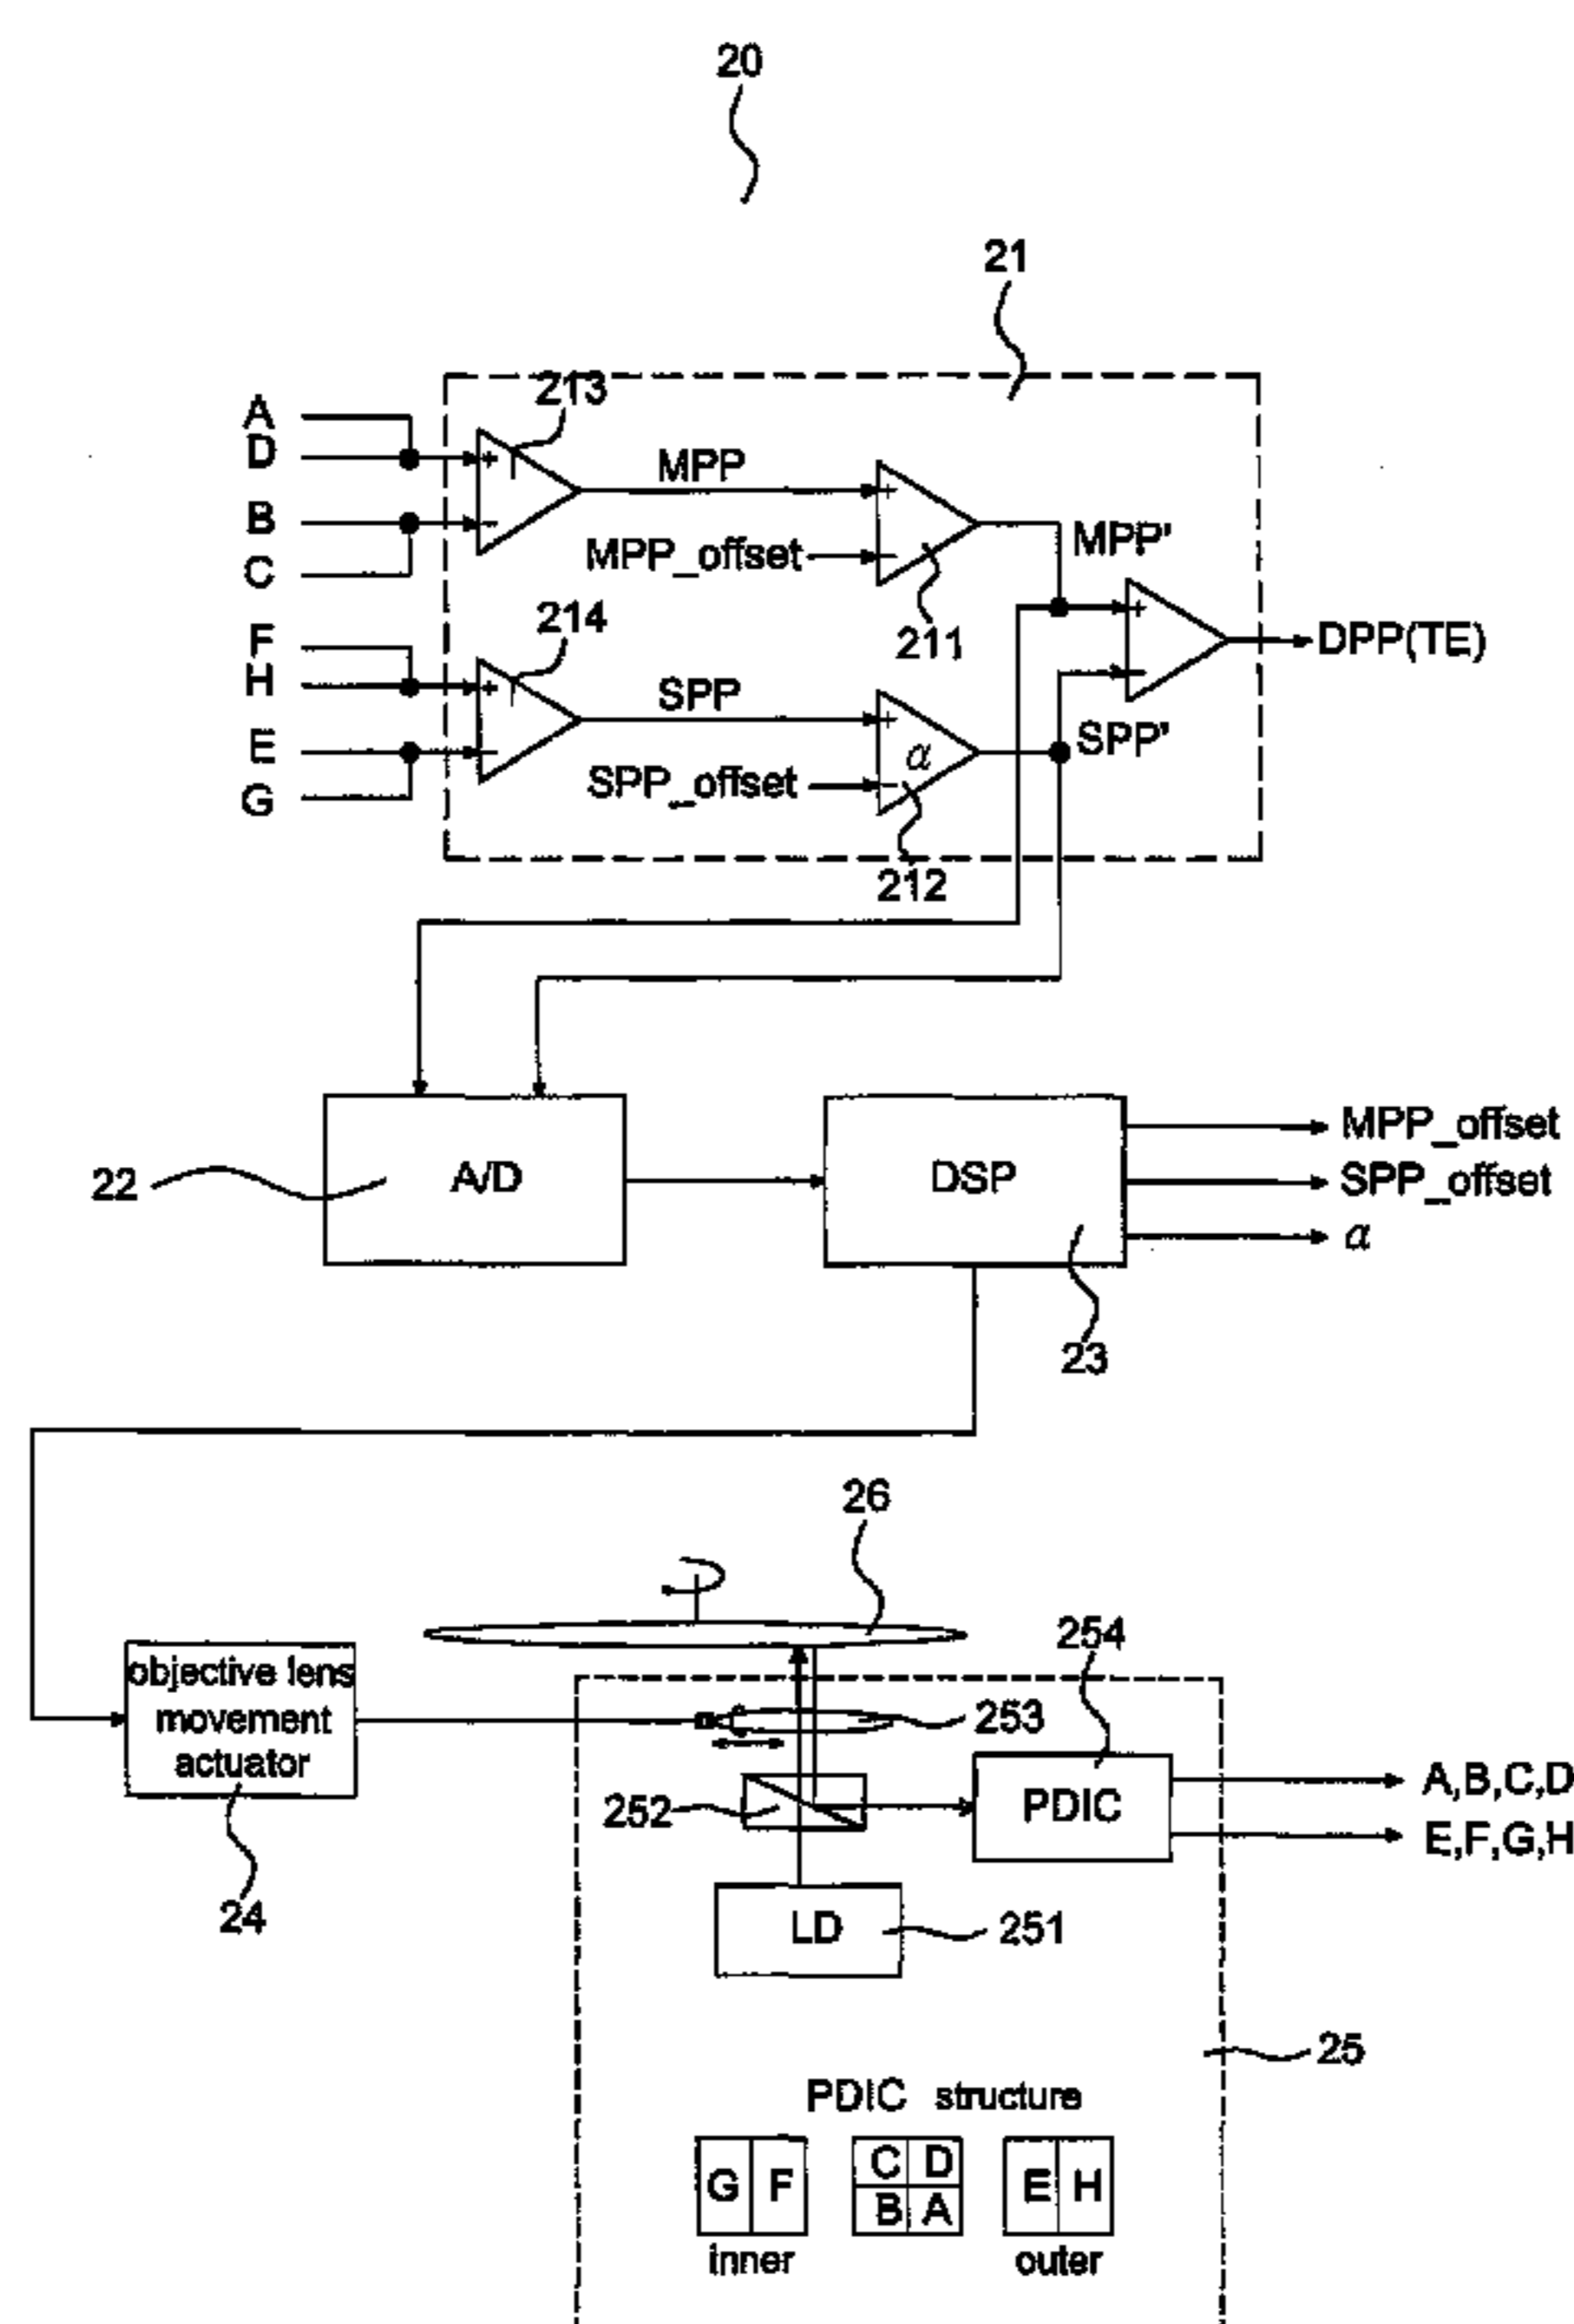 20
21
213
A
D
B
C
+
-
MPP
MPP_offset
+
-
211
MPP'
F
H
E
G
214
+
-
SPP
SPP_offset
+
α
-
212
SPP'
+
-
DPP(TE)
22
A/D
DSP
23
MPP_offset
SPP_offset
α
26
objective lens
movement
actuator
24
253
254
252
PDIC
A,B,C,D
E,F,G,H
LD
251
25
PDIC structure
G F
C D
B A
E H
inner
outer